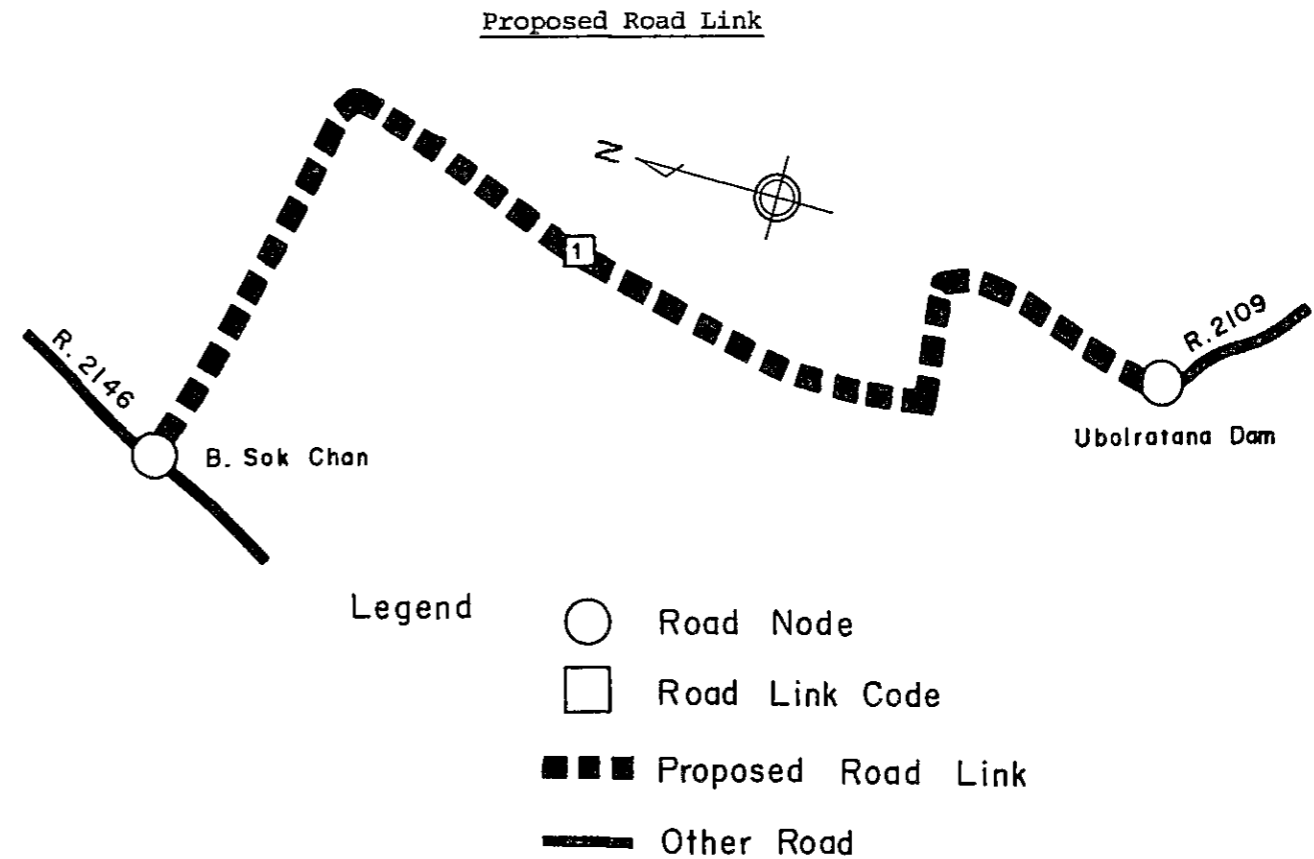 Proposed Road Link
N
1
R. 2146
R. 2109
B. Sok Chan
Ubolratana Dam
Legend
Road Node
Road Link Code
Proposed Road Link
Other Road